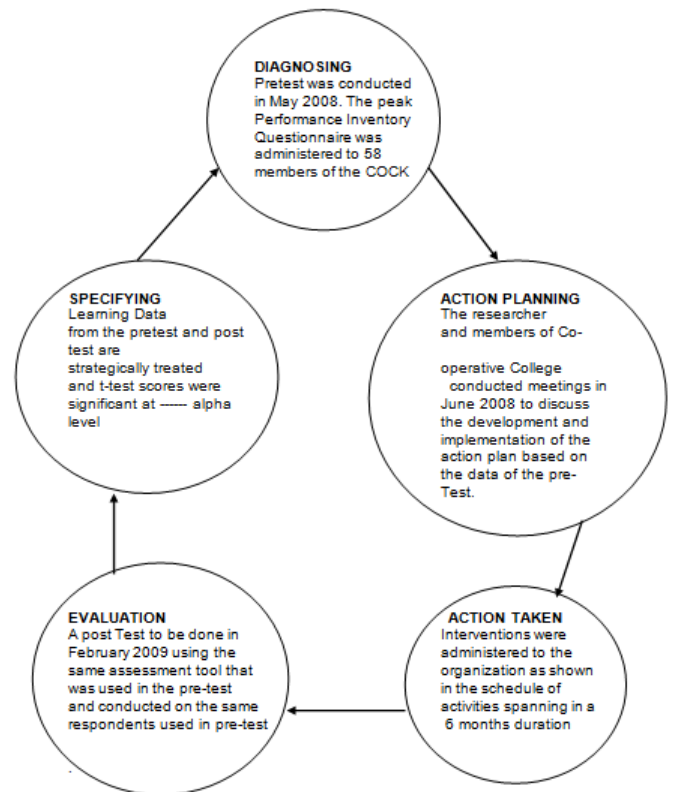 DIAGNOSING
Pretest was conducted
in May 2008. The peak
Performance Inventory
Questionnaire was
administered to 58
members of the COCK
ACTION PLANNING
The researcher
and members of Co-
operative College
conducted meetings in
June 2008 to discuss
the development and
implementation of the
action plan based on
the data of the pre-
Test.
ACTION TAKEN
Interventions were
administered to the
organization as shown
in the schedule of
activities spanning in a
6 months duration
EVALUATION
A post Test to be done in
February 2009 using the
same assessment tool that
was used in the pre-test
and conducted on the same
respondents used in pre-test
.
SPECIFYING
Learning Data
from the pretest and post
test are
strategically treated
and t-test scores were
significant at ------ alpha
level